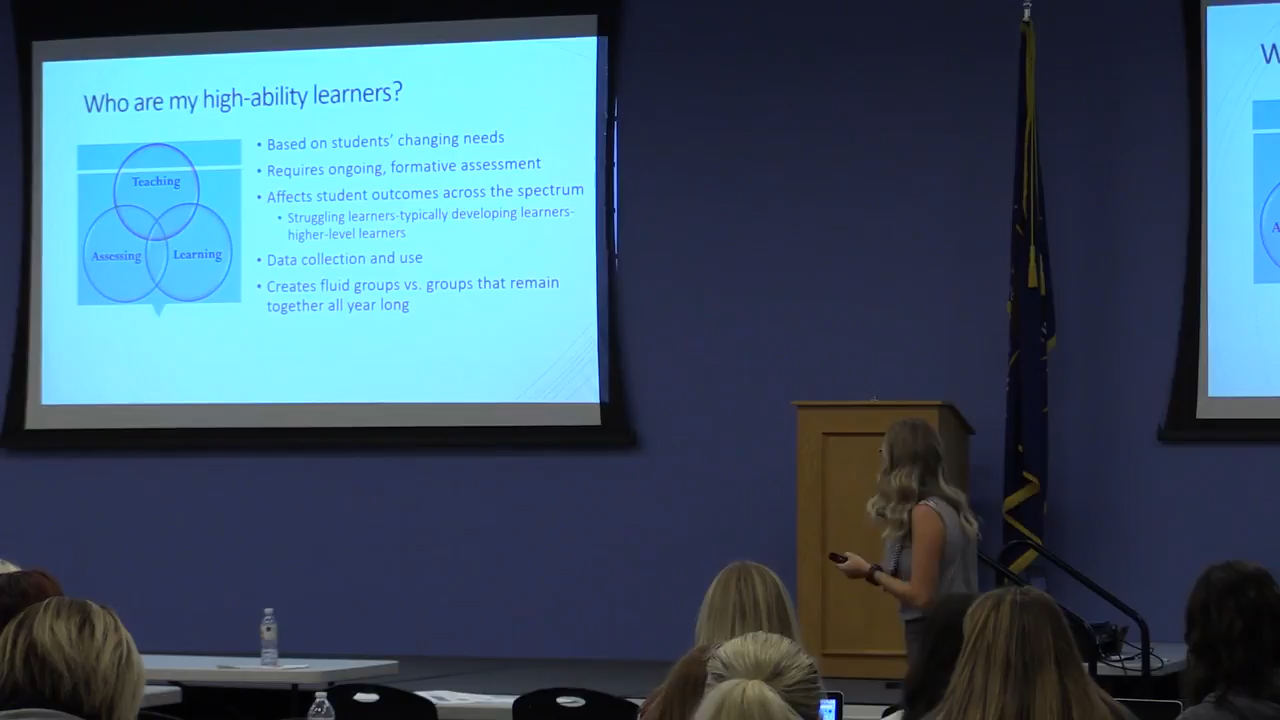 Who are my high-ability learners?
Teaching
Assessing
Learning
• Based on students' changing needs
• Requires ongoing, formative assessment
• Affects student outcomes across the spectrum
• Struggling learners-typically developing learners-
higher-level learners
• Data collection and use
• Creates fluid groups vs. groups that remain
together all year long
W
A